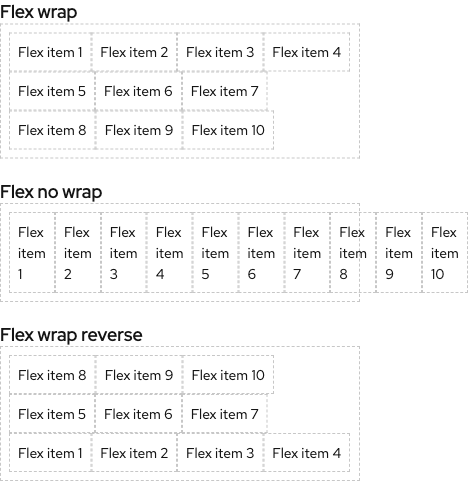 Flex wrap
Flex item 1 Flex item 2 Flex item 3 Flex item 4
Flex item 5 Flex item 6 Flex item 7
Flex item 8 Flex item 9 Flex item 10
Flex no wrap
Flex Flex Flex Flex Flex Flex Flex Flex Flex Flex
item item item item item item item item item item
1 2 3 4 5 6 7 8 9 10
Flex wrap reverse
Flex item 8 Flex item 9 Flex item 10
Flex item 5 Flex item 6 Flex item 7
Flex item 1 Flex item 2 Flex item 3 Flex item 4